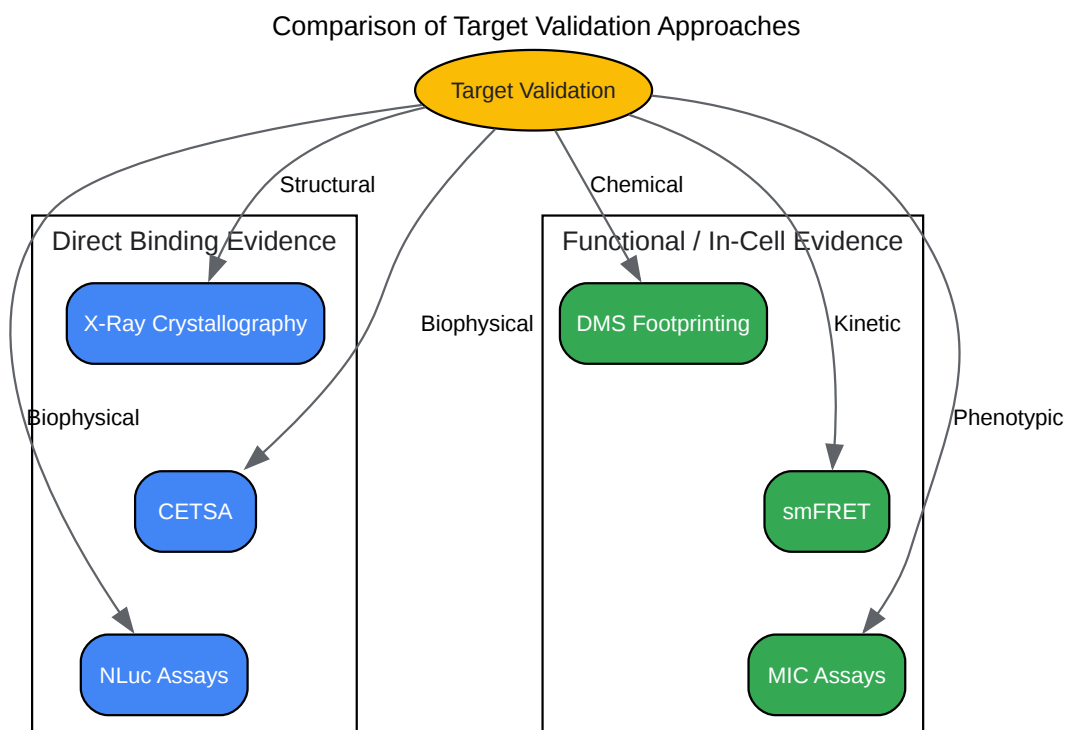 Comparison of Target Validation Approaches
Target Validation
Structural
Chemical
Direct Binding Evidence
Functional / In-Cell Evidence
X-Ray Crystallography
Biophysical
DMS Footprinting
Kinetic
Biophysical
Phenotypic
CETSA
smFRET
NLuc Assays
MIC Assays